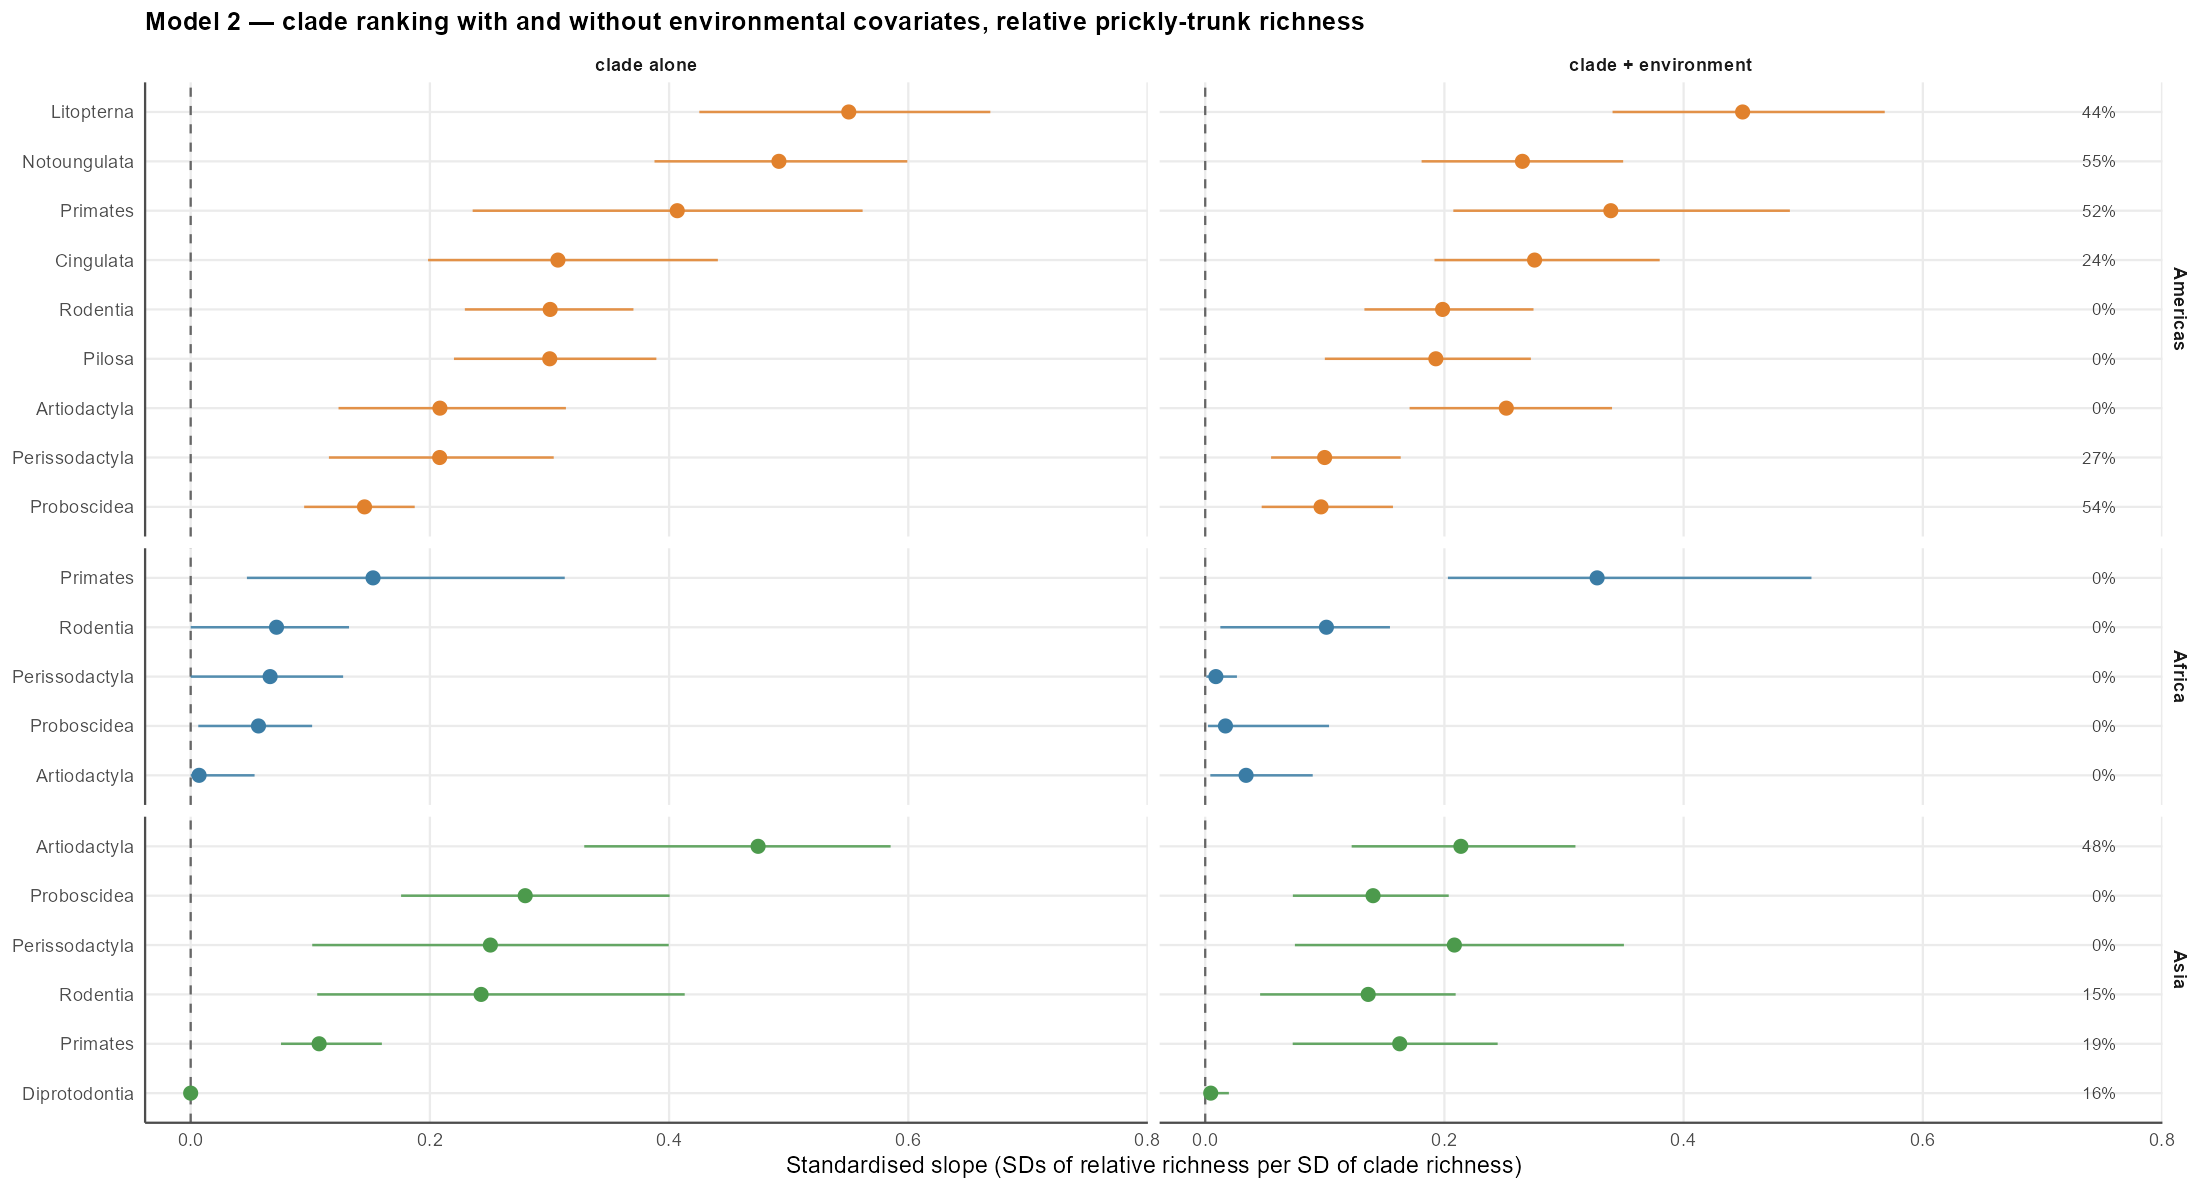 Model 2 — clade ranking with and without environmental covariates, relative prickly-trunk richness
clade alone
clade + environment
Litopterna
44%
Notoungulata
55%
Primates
52%
Cingulata
24%
Rodentia
0%
Pilosa
0%
Artiodactyla
0%
Perissodactyla
27%
Proboscidea
54%
Americas
Primates
0%
Rodentia
0%
Perissodactyla
0%
Proboscidea
0%
Artiodactyla
0%
Africa
Artiodactyla
48%
Proboscidea
0%
Perissodactyla
0%
Rodentia
15%
Primates
19%
Diprotodontia
16%
Asia
0.0 0.2 0.4 0.6 0.8
0.0 0.2 0.4 0.6 0.8
Standardised slope (SDs of relative richness per SD of clade richness)